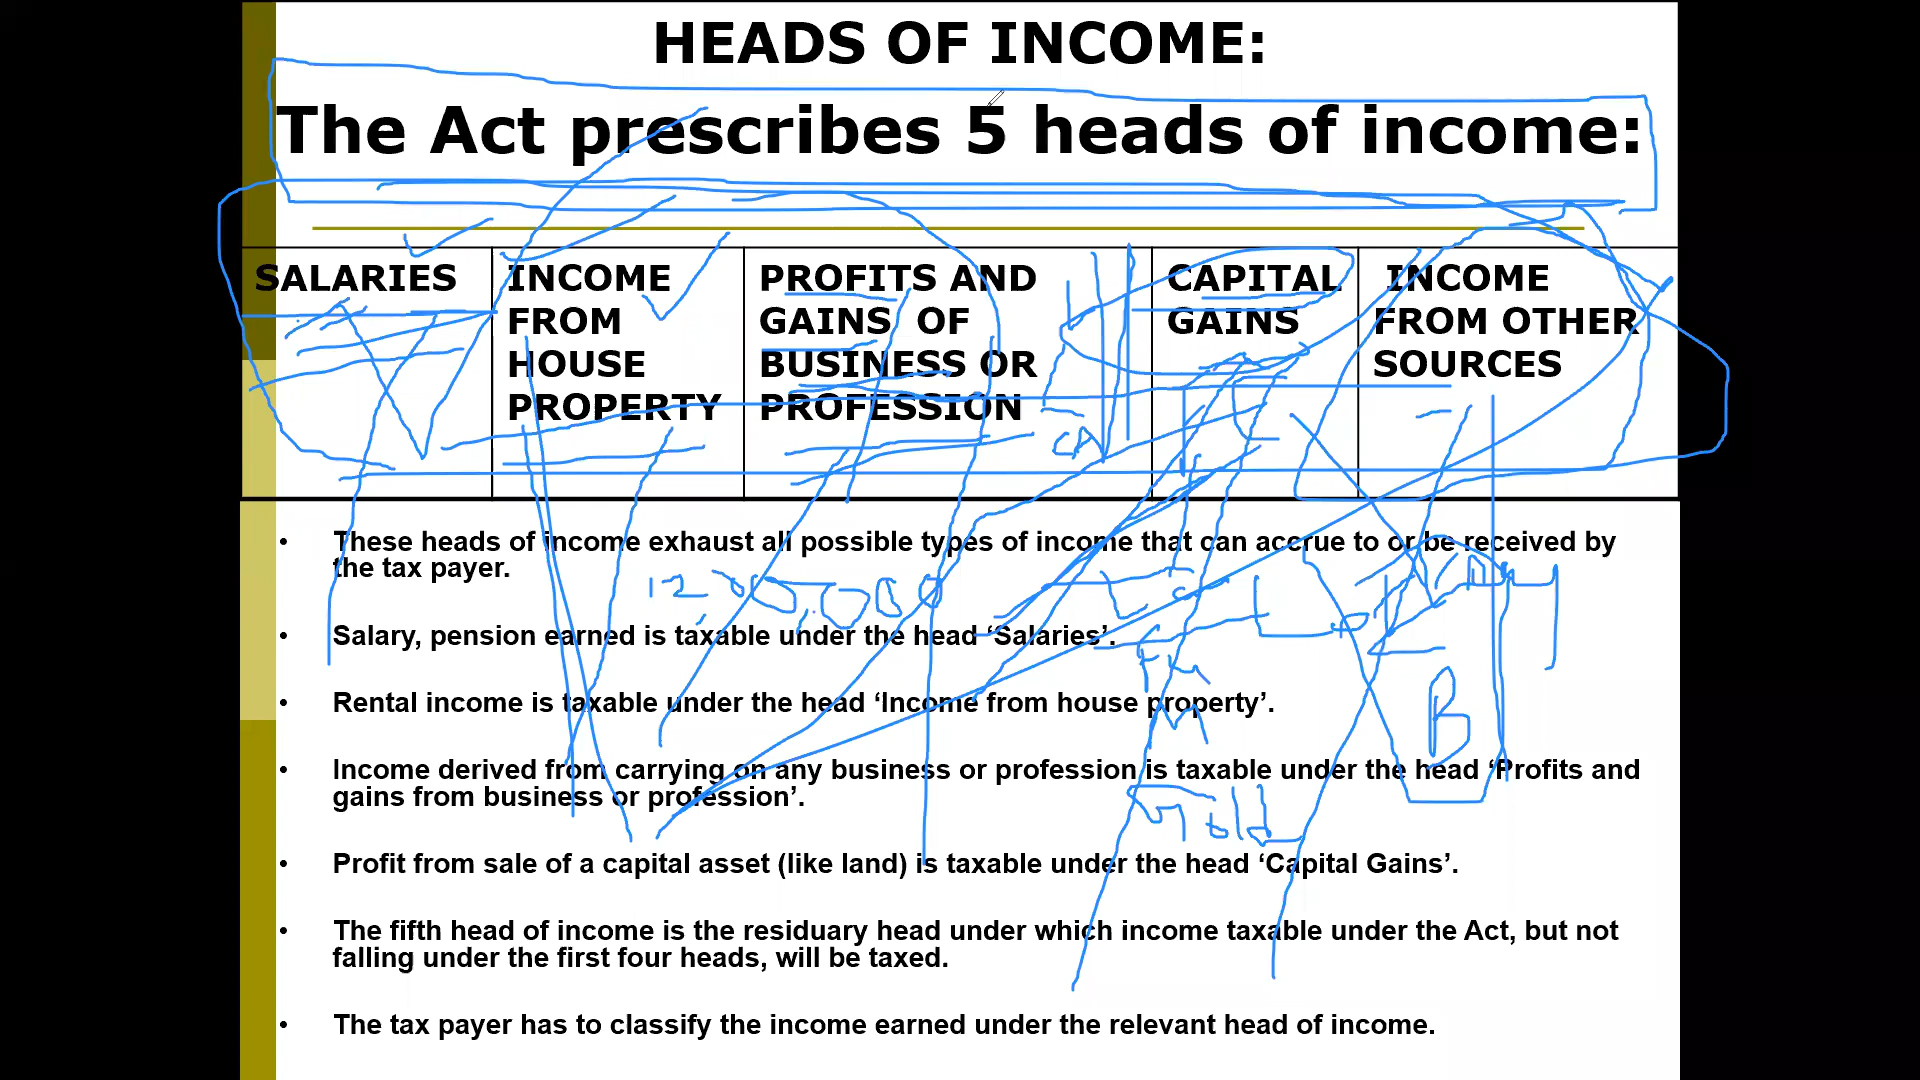 HEADS OF INCOME:
The Act prescribes 5 heads of income:
SALARIES
INCOME
FROM
HOUSE
PROPERTY
PROFITS AND
GAINS OF
BUSINESS OR
PROFESSION
CAPITAL
GAINS
INCOME
FROM OTHER
SOURCES
• These heads of income exhaust all possible types of income that can accrue to or be received by
the tax payer.
• Salary, pension earned is taxable under the head ‘Salaries’.
• Rental income is taxable under the head ‘Income from house property’.
• Income derived from carrying on any business or profession is taxable under the head ‘Profits and
gains from business or profession’.
• Profit from sale of a capital asset (like land) is taxable under the head ‘Capital Gains’.
• The fifth head of income is the residuary head under which income taxable under the Act, but not
falling under the first four heads, will be taxed.
• The tax payer has to classify the income earned under the relevant head of income.
CA
B